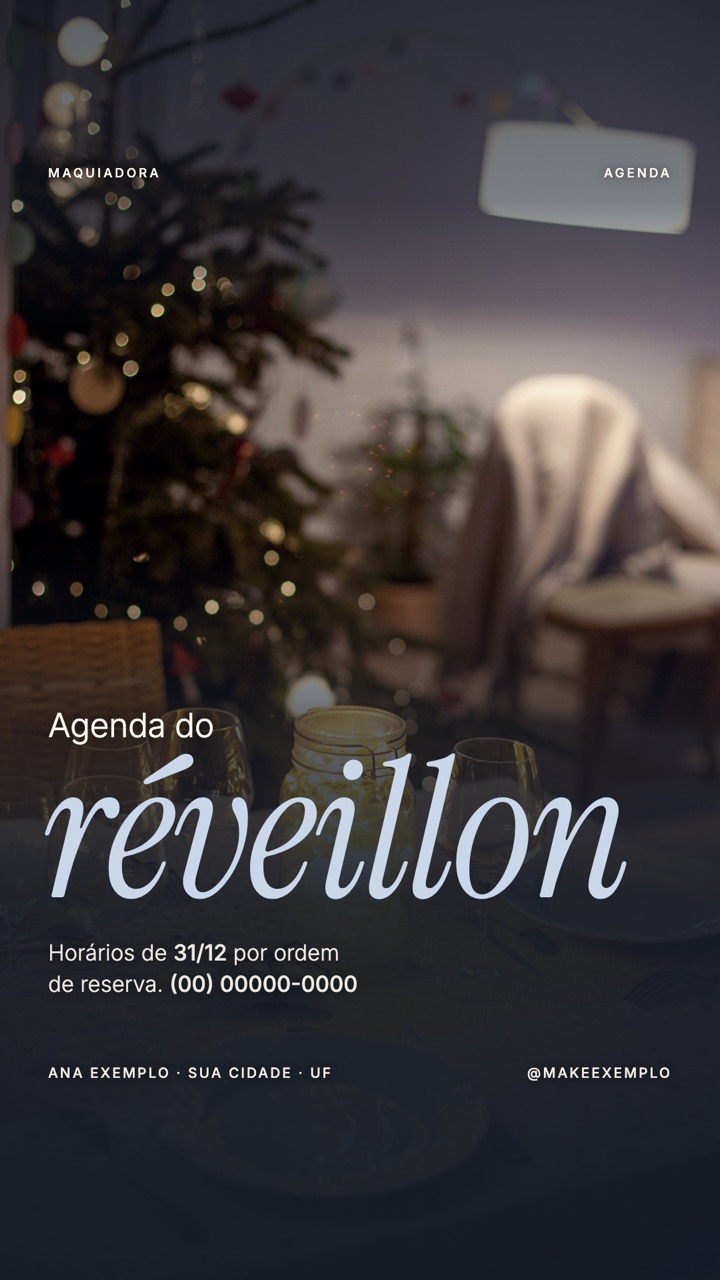 MAQUIADORA
AGENDA
Agenda do
réveillon
Horários de 31/12 por ordem
de reserva. (00) 00000-0000
ANA EXEMPLO · SUA CIDADE · UF
@MAKEEXEMPLO